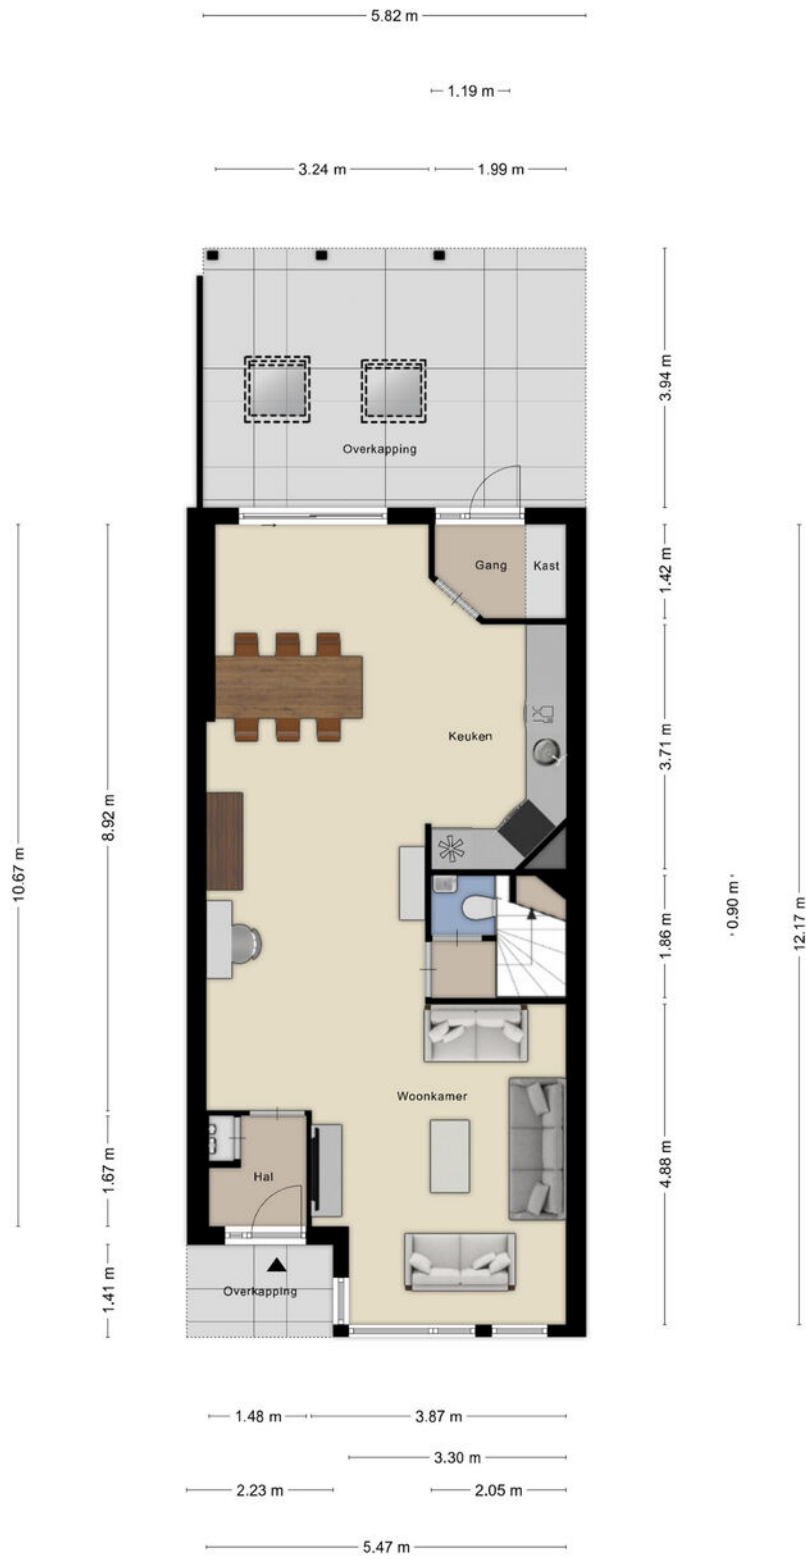 5.82 m
1.19 m
3.24 m
1.99 m
3.94 m
Overkapping
Gang
Kast
1.42 m
Keuken
3.71 m
8.92 m
10.67 m
1.86 m
0.90 m
12.17 m
Woonkamer
1.67 m
Hal
4.88 m
1.41 m
Overkapping
1.48 m
3.87 m
3.30 m
2.23 m
2.05 m
5.47 m